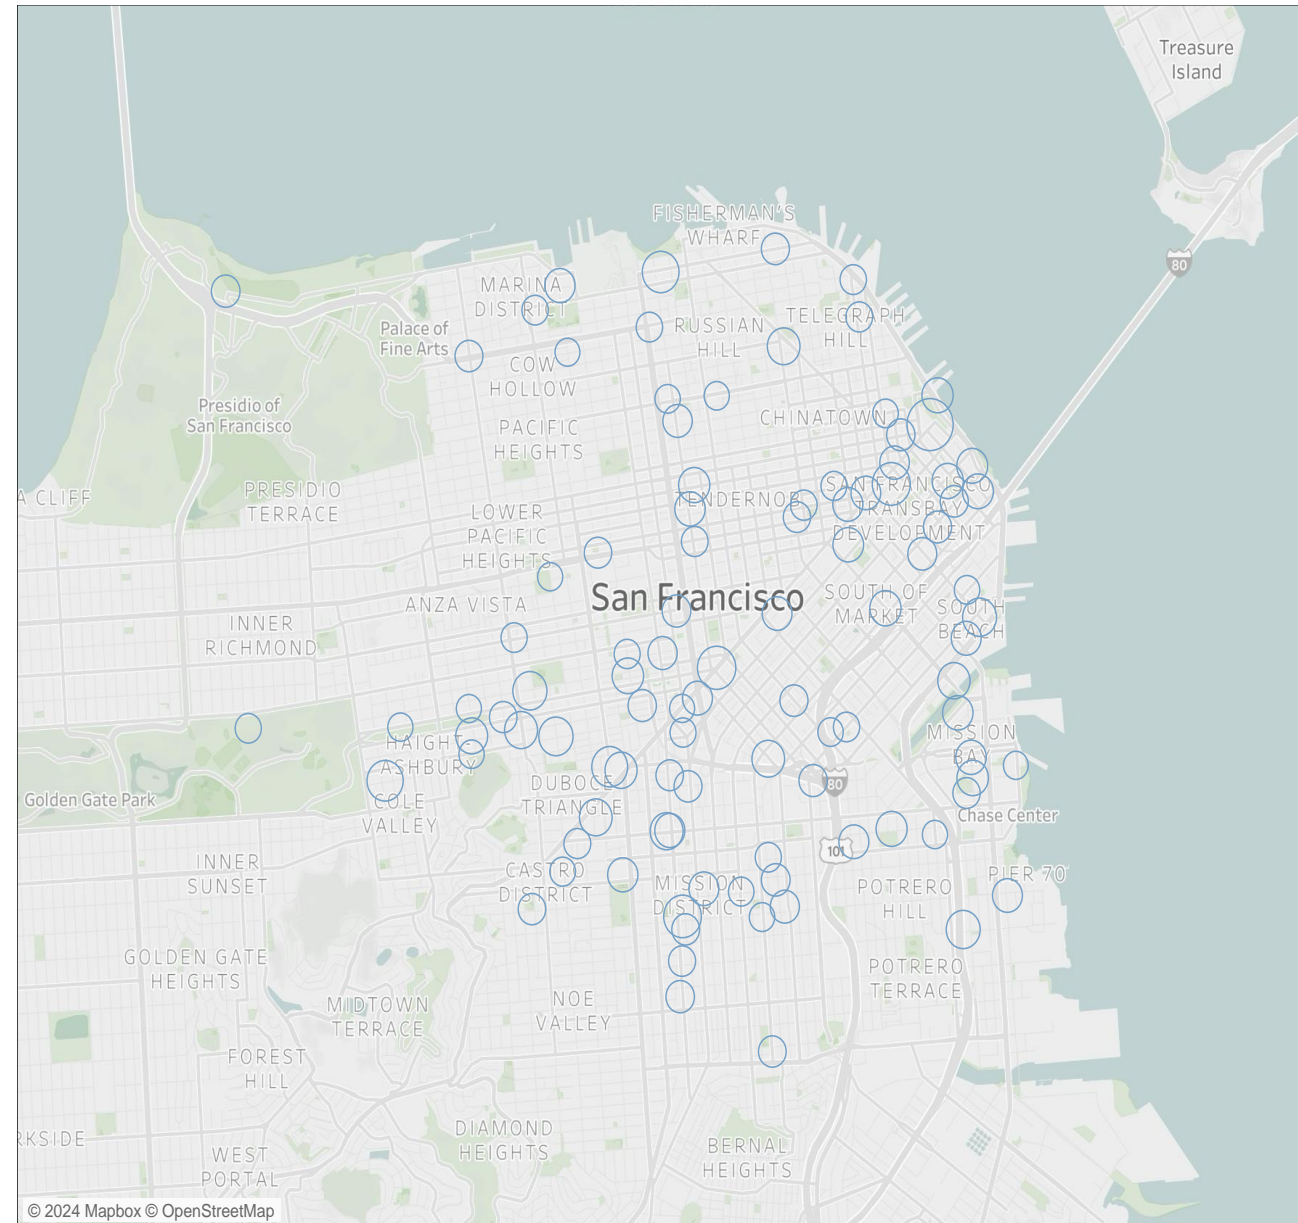 Treasure
Island
FISHERMAN'S
WHARF
80
MARINA
DISTRICT
Palace of
Fine Arts
RUSSIAN
HILL
TELEGRAPH
HILL
COW
HOLLOW
Presidio of
San Francisco
CHINATOWN
PACIFIC
HEIGHTS
A CLIFF
PRESIDIO
TERRACE
LOWER
PACIFIC
HEIGHTS
TENDERNOB
SAN FRANCISCO
TRANSBAY
DEVELOPMENT
San Francisco
ANZA VISTA
SOUTH OF
MARKET
SOUTH
BEACH
INNER
RICHMOND
HAIGHT-
ASHBURY
MISSION
BAY
DUBOCE
TRIANGLE
80
Golden Gate Park
COLE
VALLEY
Chase Center
101
INNER
SUNSET
CASTRO
DISTRICT
MISSION
DISTRICT
POTRERO
HILL
PIER 70
GOLDEN GATE
HEIGHTS
POTRERO
TERRACE
MIDTOWN
TERRACE
NOE
VALLEY
FOREST
HILL
DIAMOND
HEIGHTS
BERNAL
HEIGHTS
RKSIDE
WEST
PORTAL
© 2024 Mapbox © OpenStreetMap